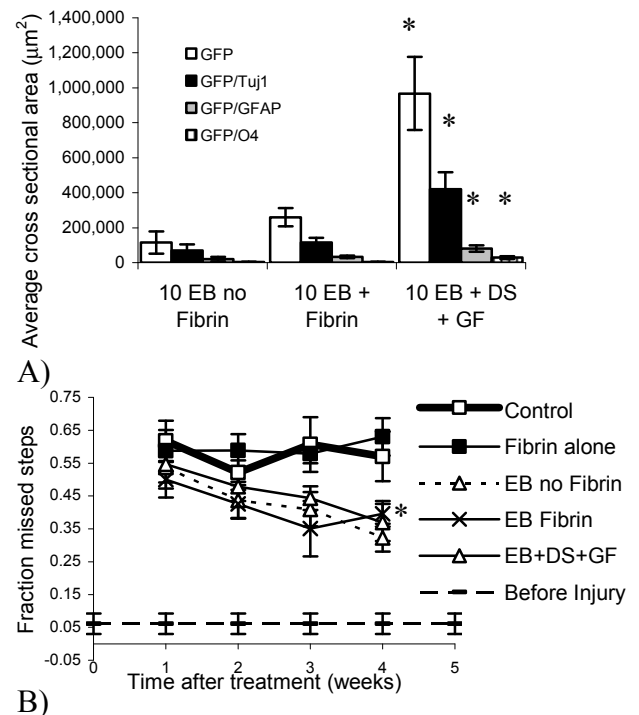 1,400,000
1,200,000
1,000,000
800,000
600,000
400,000
200,000
0
Average cross sectional area (μm²)
GFP
GFP/Tuj1
GFP/GFAP
GFP/O4
* * * *
10 EB no Fibrin
10 EB + Fibrin
10 EB + DS + GF
A)
0.75
0.65
0.55
0.45
0.35
0.25
0.15
0.05
-0.05
Fraction missed steps
*
0 1 2 3 4 5
Time after treatment (weeks)
Control
Fibrin alone
EB no Fibrin
EB Fibrin
EB+DS+GF
Before Injury
B)